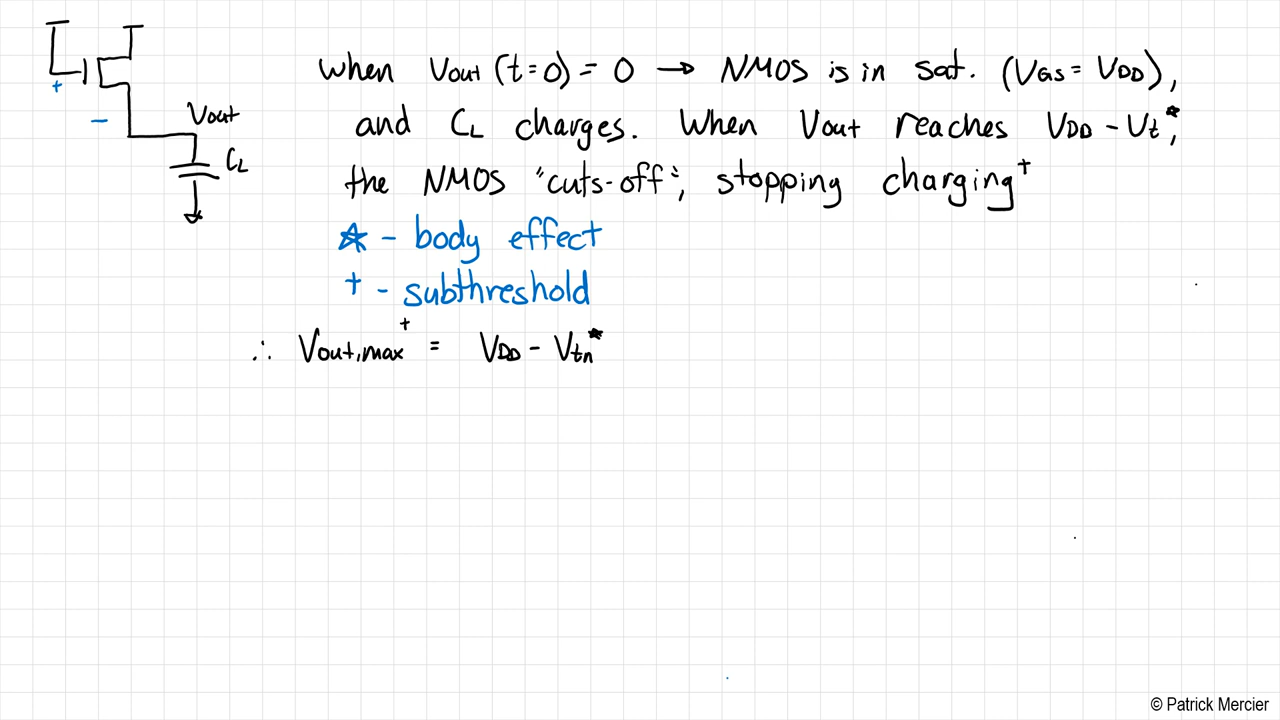 when Vout (t=0) = 0 → NMOS is in sat. (VGS = VDD),
and CL charges. When Vout reaches VDD - Vt*,
the NMOS "cuts-off", stopping charging+
+
-
Vout
CL
☆ - body effect
+ - subthreshold
∴ Vout,max+ = VDD - Vtn*
© Patrick Mercier